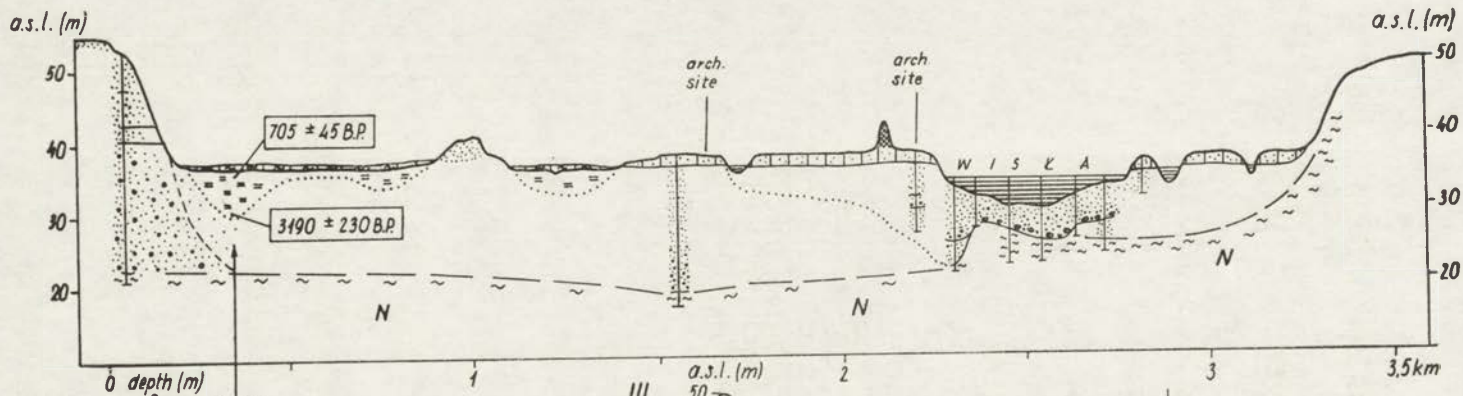 a.s.l. (m)
a.s.l. (m)
50
50
arch.
site
arch
site
705 ± 45 B.P.
40
40
W I S Ł A
30
30
3190 ± 230 B.P.
20
20
N
N
N
0
1
2
3
3,5 km
depth (m)
III
a.s.l. (m)
50